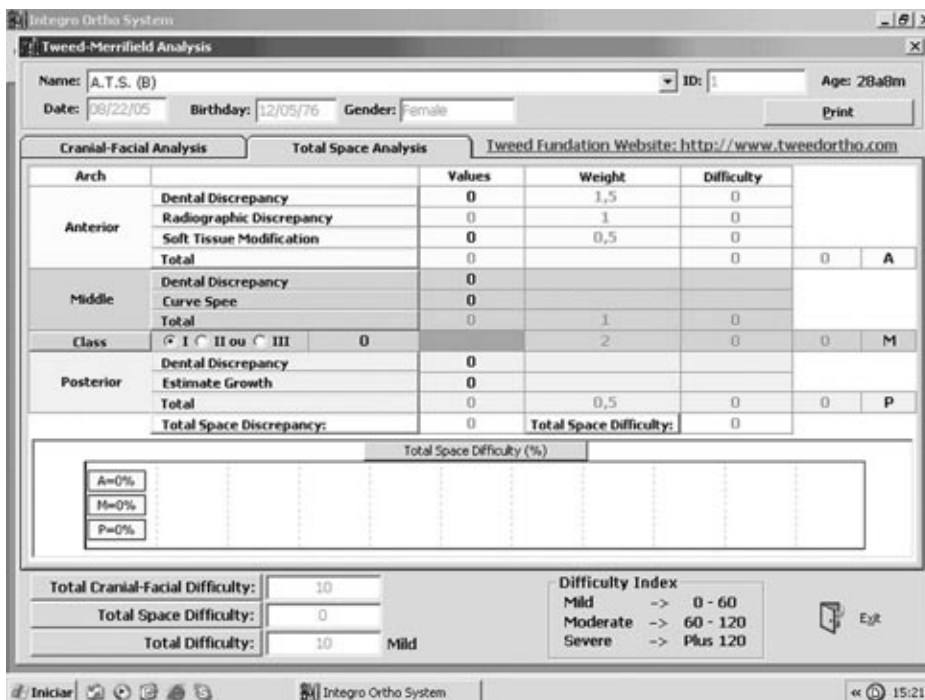 Integro Ortho System
Tweed-Merrifield Analysis
Name: A.T.S. (B) ID: 1 Age: 28a8m
Date: 08/22/05 Birthday: 12/05/76 Gender: Female Print
Cranial-Facial Analysis Total Space Analysis Tweed Fundation Website: http://www.tweedortho.com
Arch Values Weight Difficulty
Anterior
Dental Discrepancy 0 1,5 0
Radiographic Discrepancy 0 1 0
Soft Tissue Modification 0 0,5 0
Total 0 0 0 A
Middle
Dental Discrepancy 0
Curve Spee 0
Total 0 1 0
Class I II ou III 0 2 0 0 M
Posterior
Dental Discrepancy 0
Estimate Growth 0
Total 0 0,5 0 0 P
Total Space Discrepancy: 0 Total Space Difficulty: 0
Total Space Difficulty (%)
A=0%
M=0%
P=0%
Total Cranial-Facial Difficulty: 10
Total Space Difficulty: 0
Total Difficulty: 10 Mild
Difficulty Index
Mild -> 0 - 60
Moderate -> 60 - 120
Severe -> Plus 120
Exit
Iniciar Integro Ortho System « 15:21